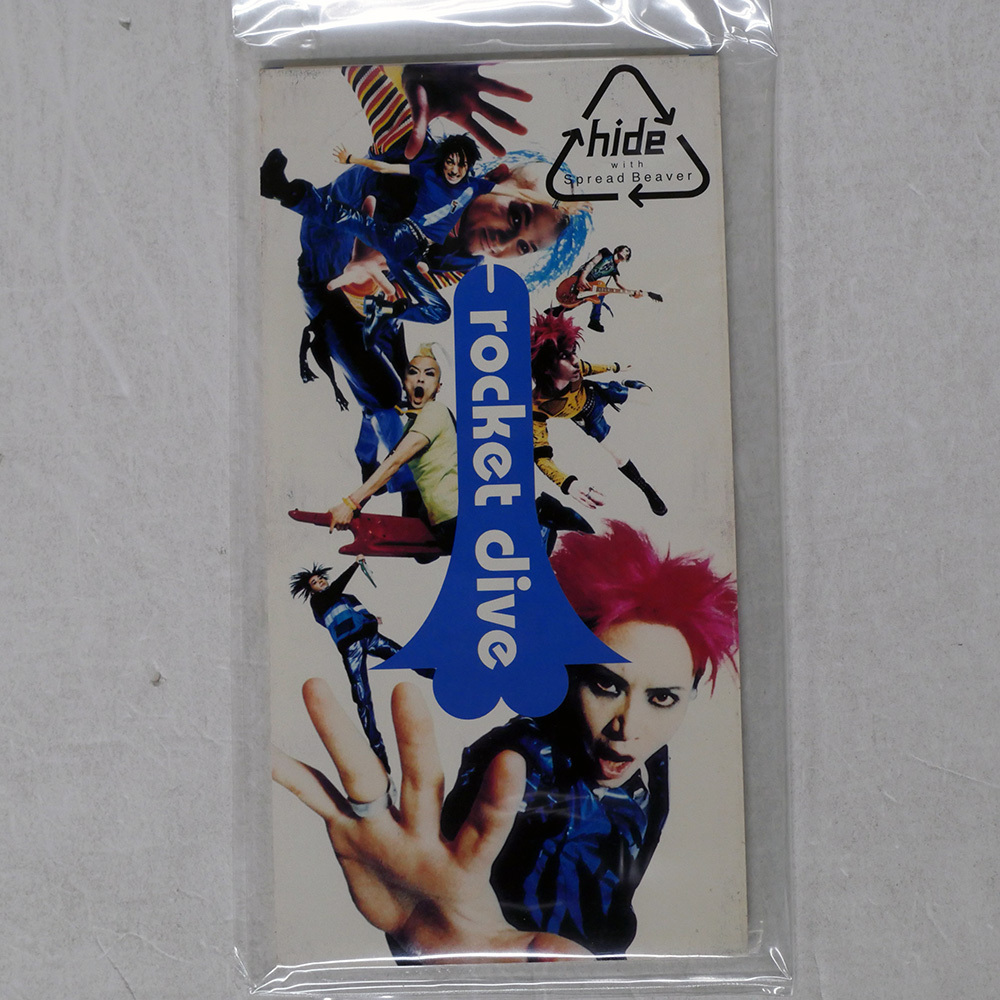 hide
with
Spread Beaver
rocket dive